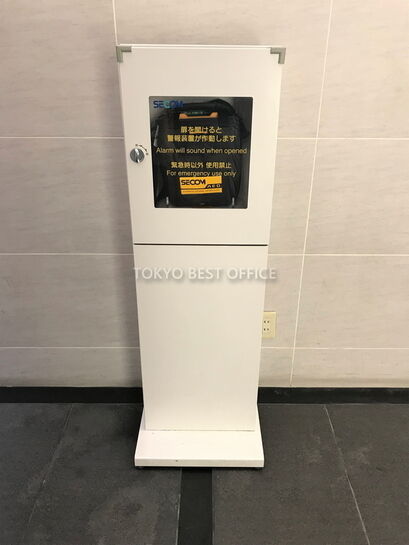 SECOM
扉を開けると
警報装置が作動します
Alarm will sound when opened
緊急時以外 使用禁止
For emergency use only
SECOM AED
TOKYO BEST OFFICE